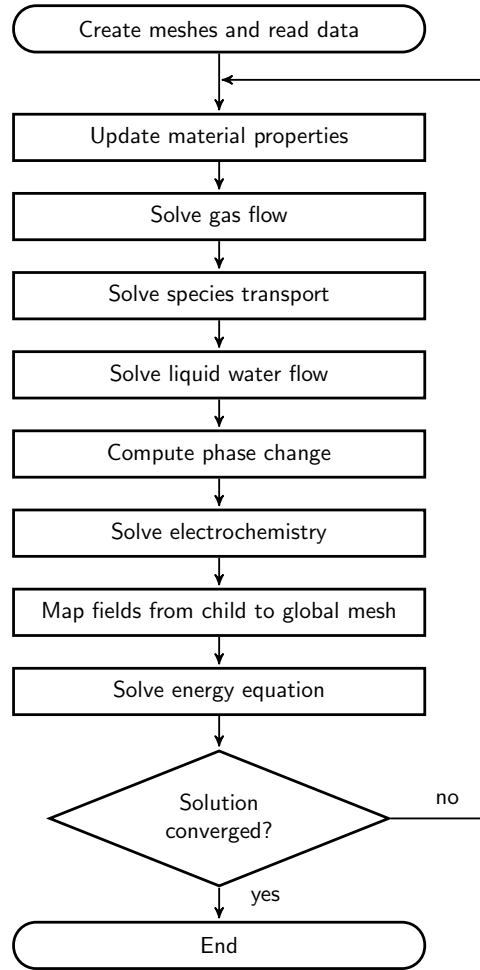 Create meshes and read data
Update material properties
Solve gas flow
Solve species transport
Solve liquid water flow
Compute phase change
Solve electrochemistry
Map fields from child to global mesh
Solve energy equation
Solution
converged?
no
yes
End